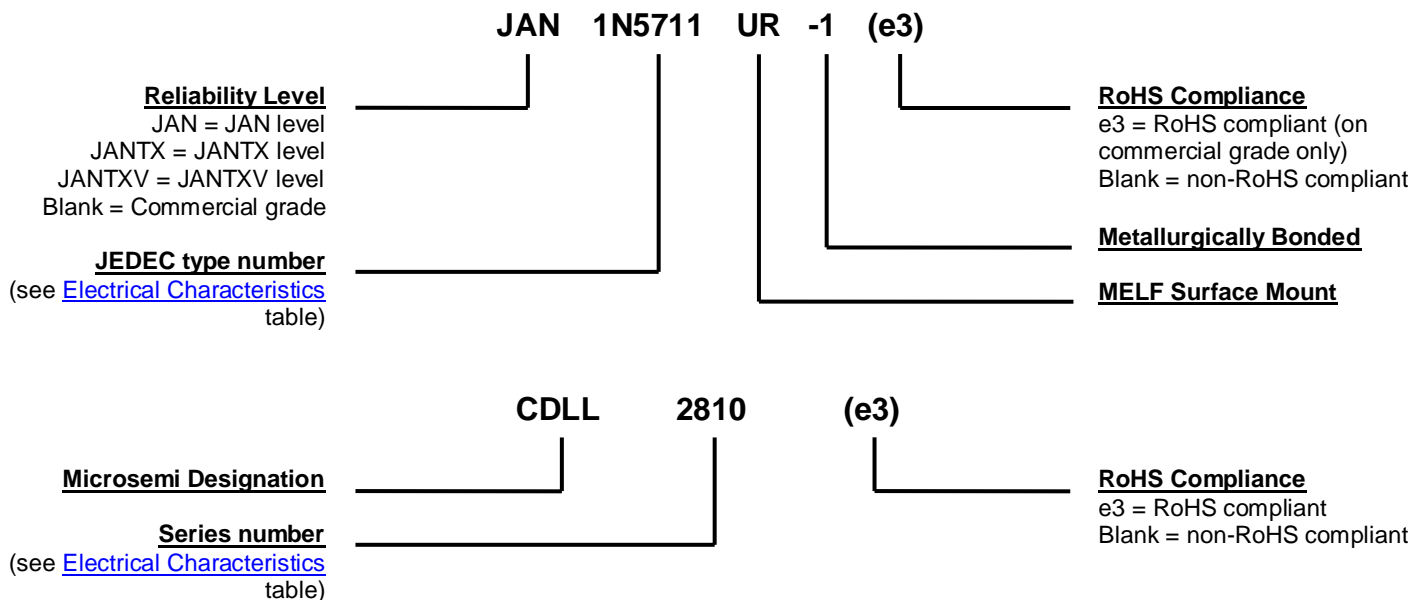 JAN 1N5711 UR -1 (e3)
Reliability Level
JAN = JAN level
JANTX = JANTX level
JANTXV = JANTXV level
Blank = Commercial grade
JEDEC type number
(see Electrical Characteristics
table)
RoHS Compliance
e3 = RoHS compliant (on
commercial grade only)
Blank = non-RoHS compliant
Metallurgically Bonded
MELF Surface Mount
CDLL 2810 (e3)
Microsemi Designation
Series number
(see Electrical Characteristics
table)
RoHS Compliance
e3 = RoHS compliant
Blank = non-RoHS compliant